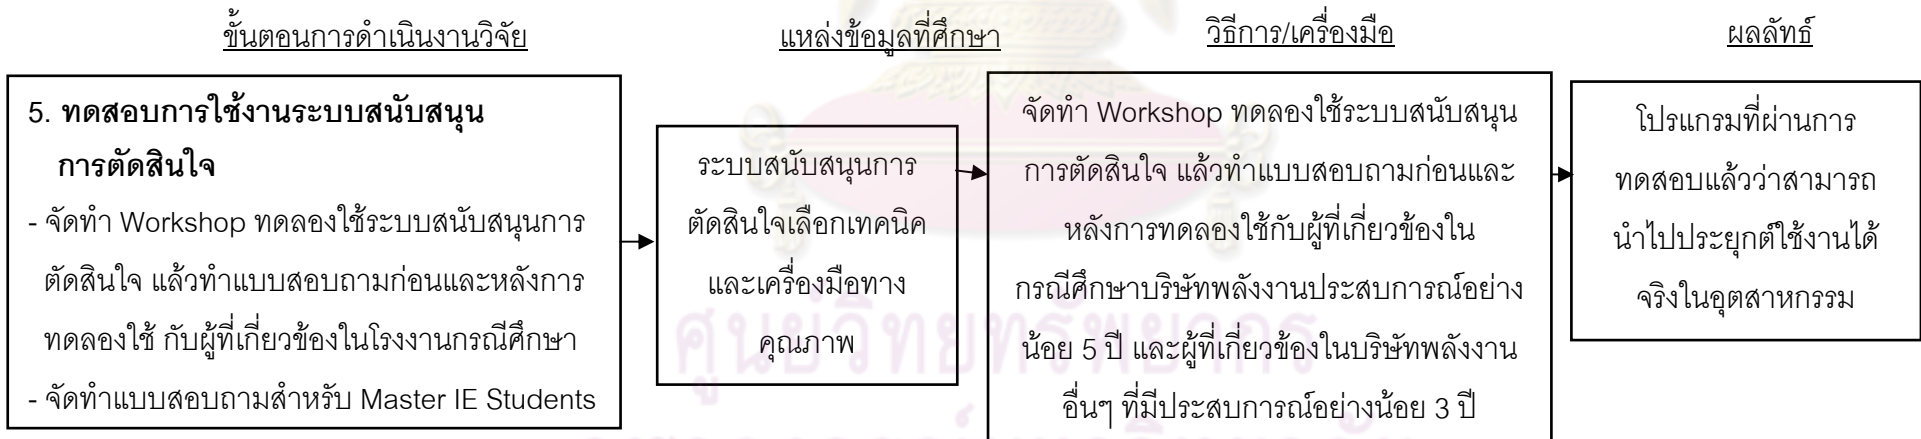 ขั้นตอนการดำเนินงานวิจัย
แหล่งข้อมูลที่ศึกษา
วิธีการ/เครื่องมือ
ผลลัทธ์
5. ทดสอบการใช้งานระบบสนับสนุน
การตัดสินใจ
- จัดทำ Workshop ทดลองใช้ระบบสนับสนุนการ
ตัดสินใจ แล้วทำแบบสอบถามก่อนและหลังการ
ทดลองใช้ กับผู้ที่เกี่ยวข้องในโรงงานกรณีศึกษา
- จัดทำแบบสอบถามสำหรับ Master IE Students
ระบบสนับสนุนการ
ตัดสินใจเลือกเทคนิค
และเครื่องมือทาง
คุณภาพ
จัดทำ Workshop ทดลองใช้ระบบสนับสนุน
การตัดสินใจ แล้วทำแบบสอบถามก่อนและ
หลังการทดลองใช้กับผู้ที่เกี่ยวข้องใน
กรณีศึกษาบริษัทพลังงานประสบการณ์อย่าง
น้อย 5 ปี และผู้ที่เกี่ยวข้องในบริษัทพลังงาน
อื่นๆ ที่มีประสบการณ์อย่างน้อย 3 ปี
โปรแกรมที่ผ่านการ
ทดสอบแล้วว่าสามารถ
นำไปประยุกต์ใช้งานได้
จริงในอุตสาหกรรม
ศูนย์วิทยทรัพยากร